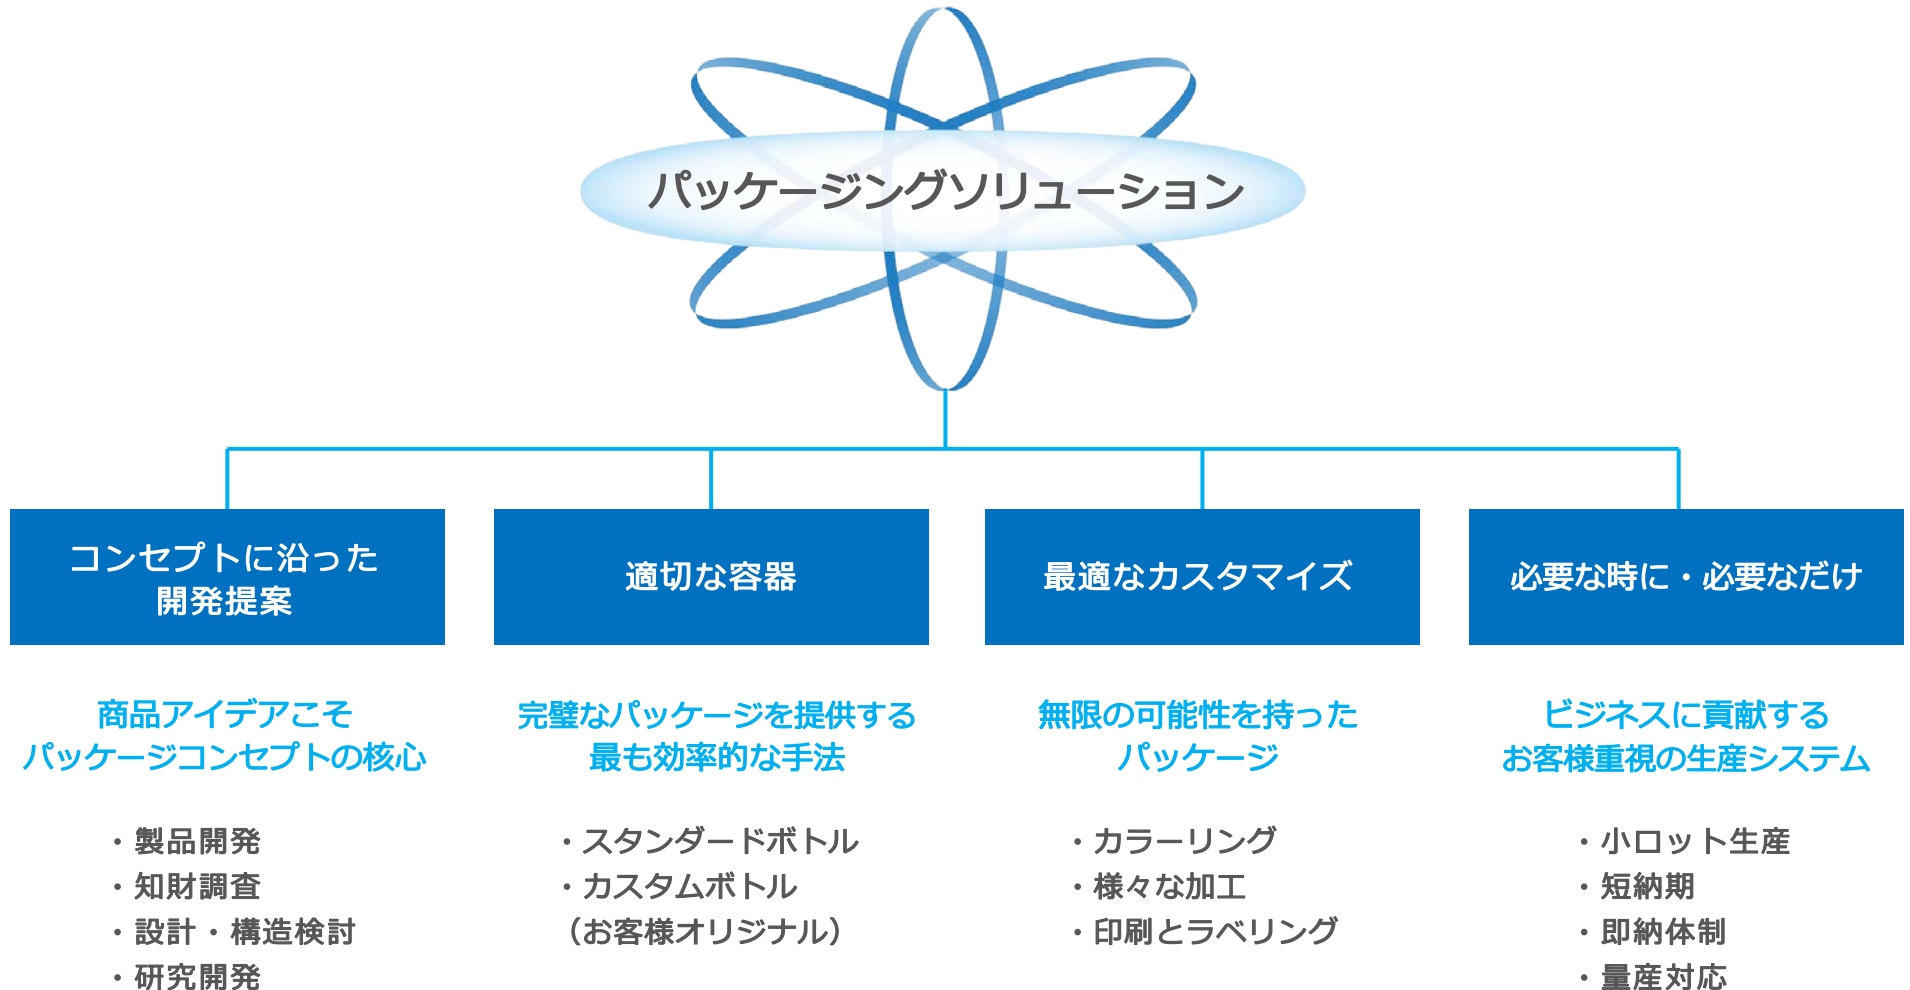 パッケージングソリューション
コンセプトに沿った
開発提案
適切な容器
最適なカスタマイズ
必要な時に・必要なだけ
商品アイデアこそ
パッケージコンセプトの核心
完璧なパッケージを提供する
最も効率的な手法
無限の可能性を持った
パッケージ
ビジネスに貢献する
お客様重視の生産システム
・製品開発
・知財調査
・設計・構造検討
・研究開発
・スタンダードボトル
・カスタムボトル
（お客様オリジナル）
・カラーリング
・様々な加工
・印刷とラベリング
・小ロット生産
・短納期
・即納体制
・量産対応